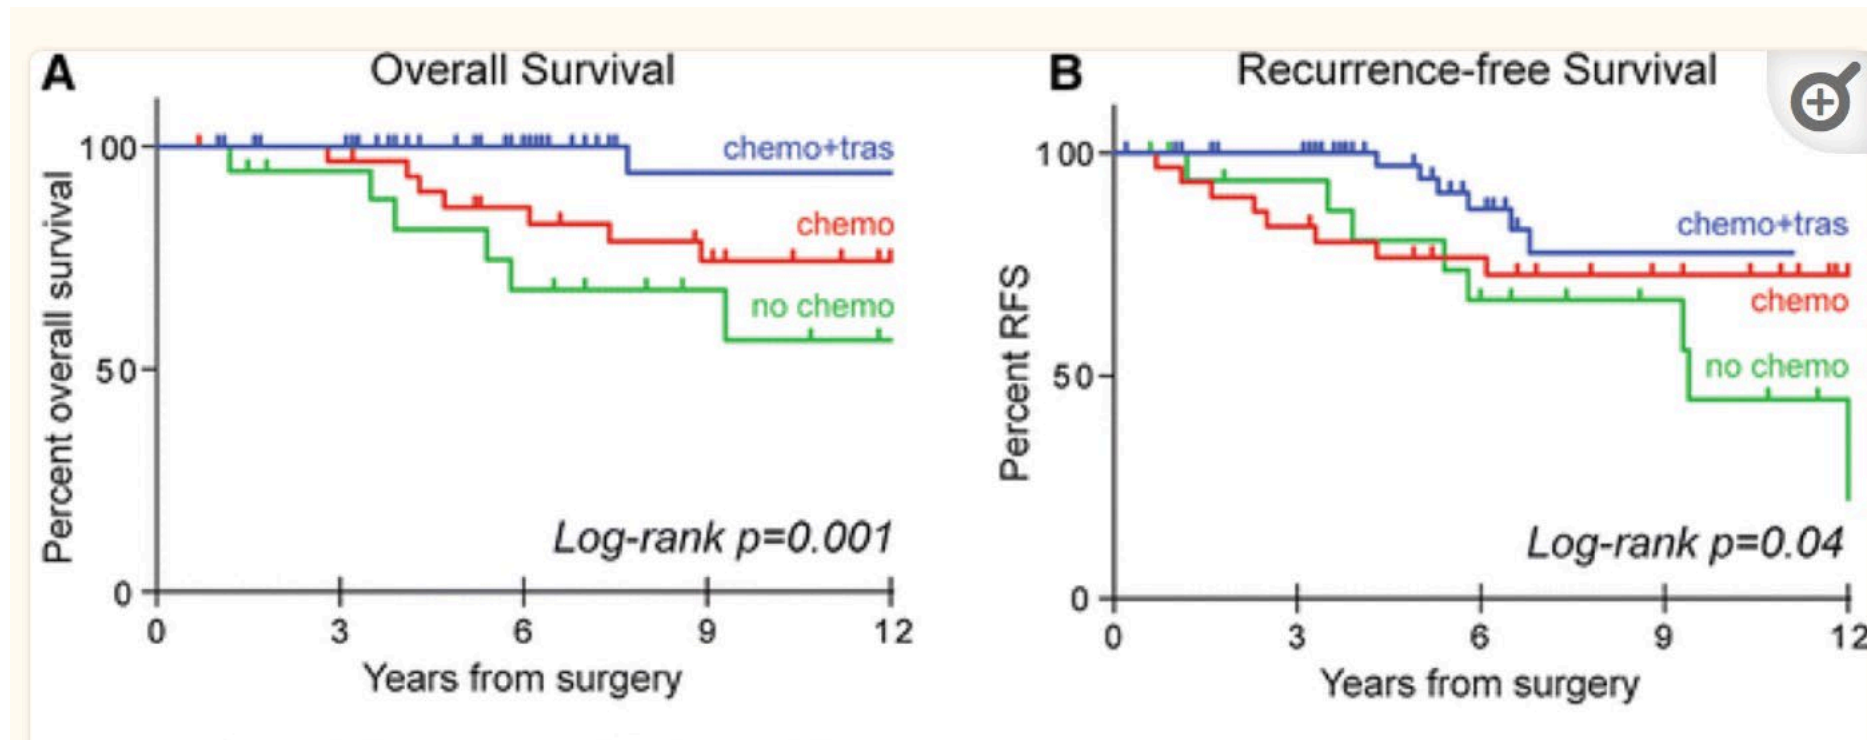 A
Overall Survival
Percent overall survival
100
50
0
chemo+tras
chemo
no chemo
Log-rank p=0.001
0 3 6 9 12
Years from surgery
B
Recurrence-free Survival
Percent RFS
100
50
0
chemo+tras
chemo
no chemo
Log-rank p=0.04
0 3 6 9 12
Years from surgery